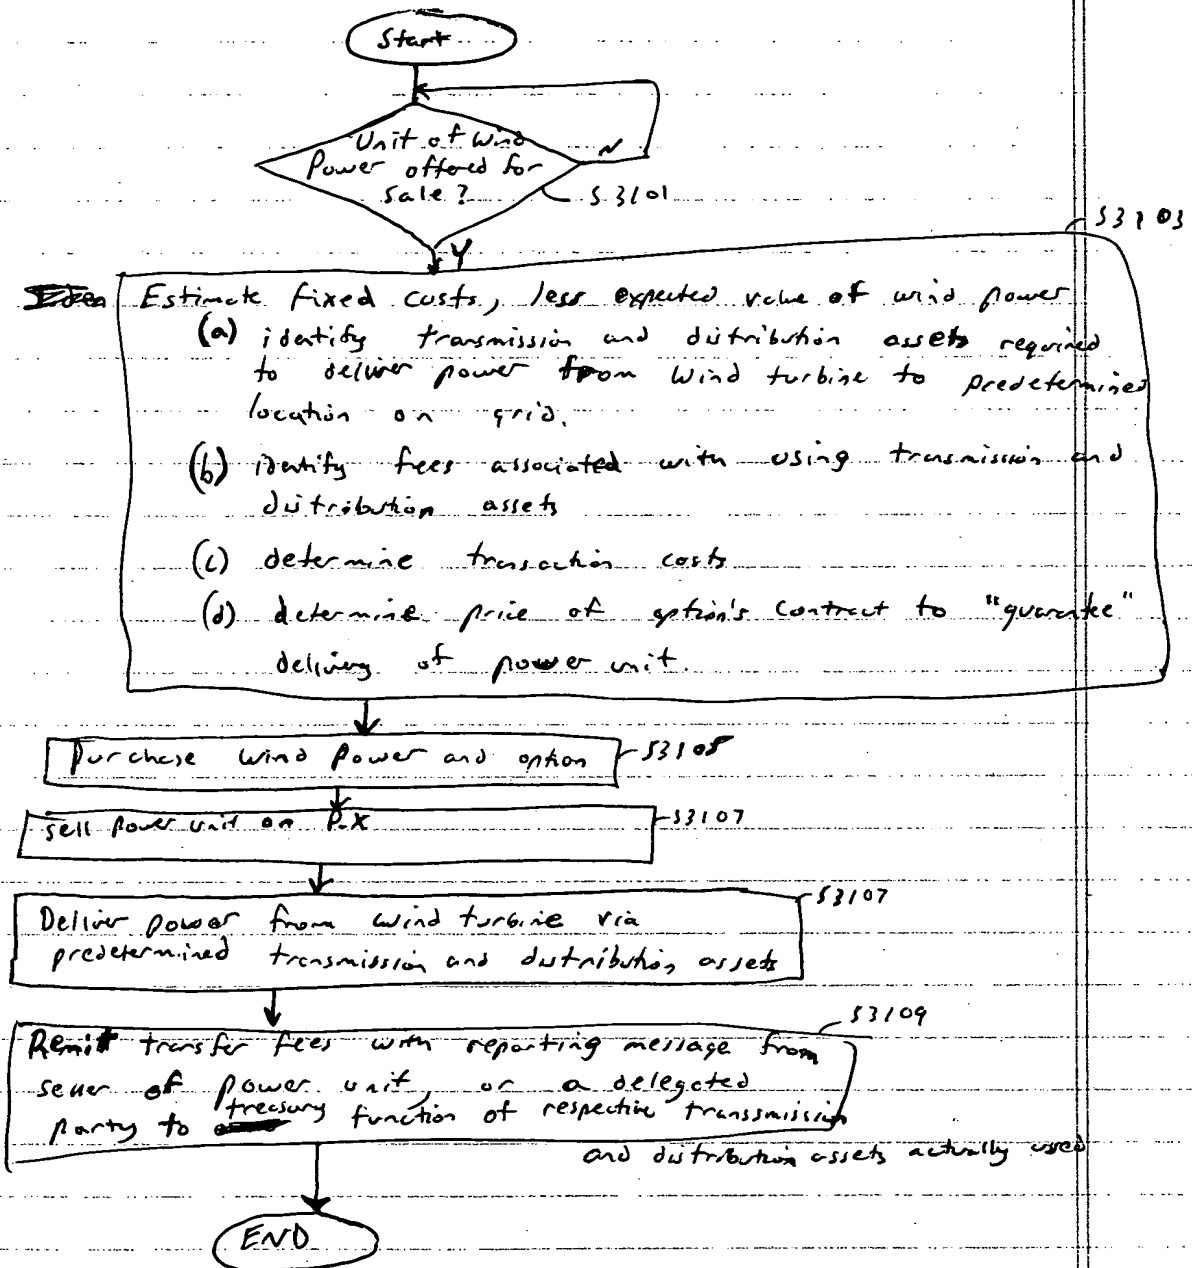 Start
Unit of Wind
Power offered for
sale?
N
S3101
Y
S3103
Estimate fixed costs, less expected value of wind power
(a) identify transmission and distribution assets required
to deliver power from wind turbine to predetermined
location on grid.
(b) identify fees associated with using transmission and
distribution assets
(c) determine transaction costs
(d) determine price of option's contract to "guarantee"
delivery of power unit.
Purchase wind power and option
S3105
sell power unit on P.X
S3107
S3107
Deliver power from wind turbine via
predetermined transmission and distribution assets
S3109
Remit transfer fees with reporting message from
seller of power unit, or a delegated
party to treasury function of respective transsmission
and distribution assets actually used
END